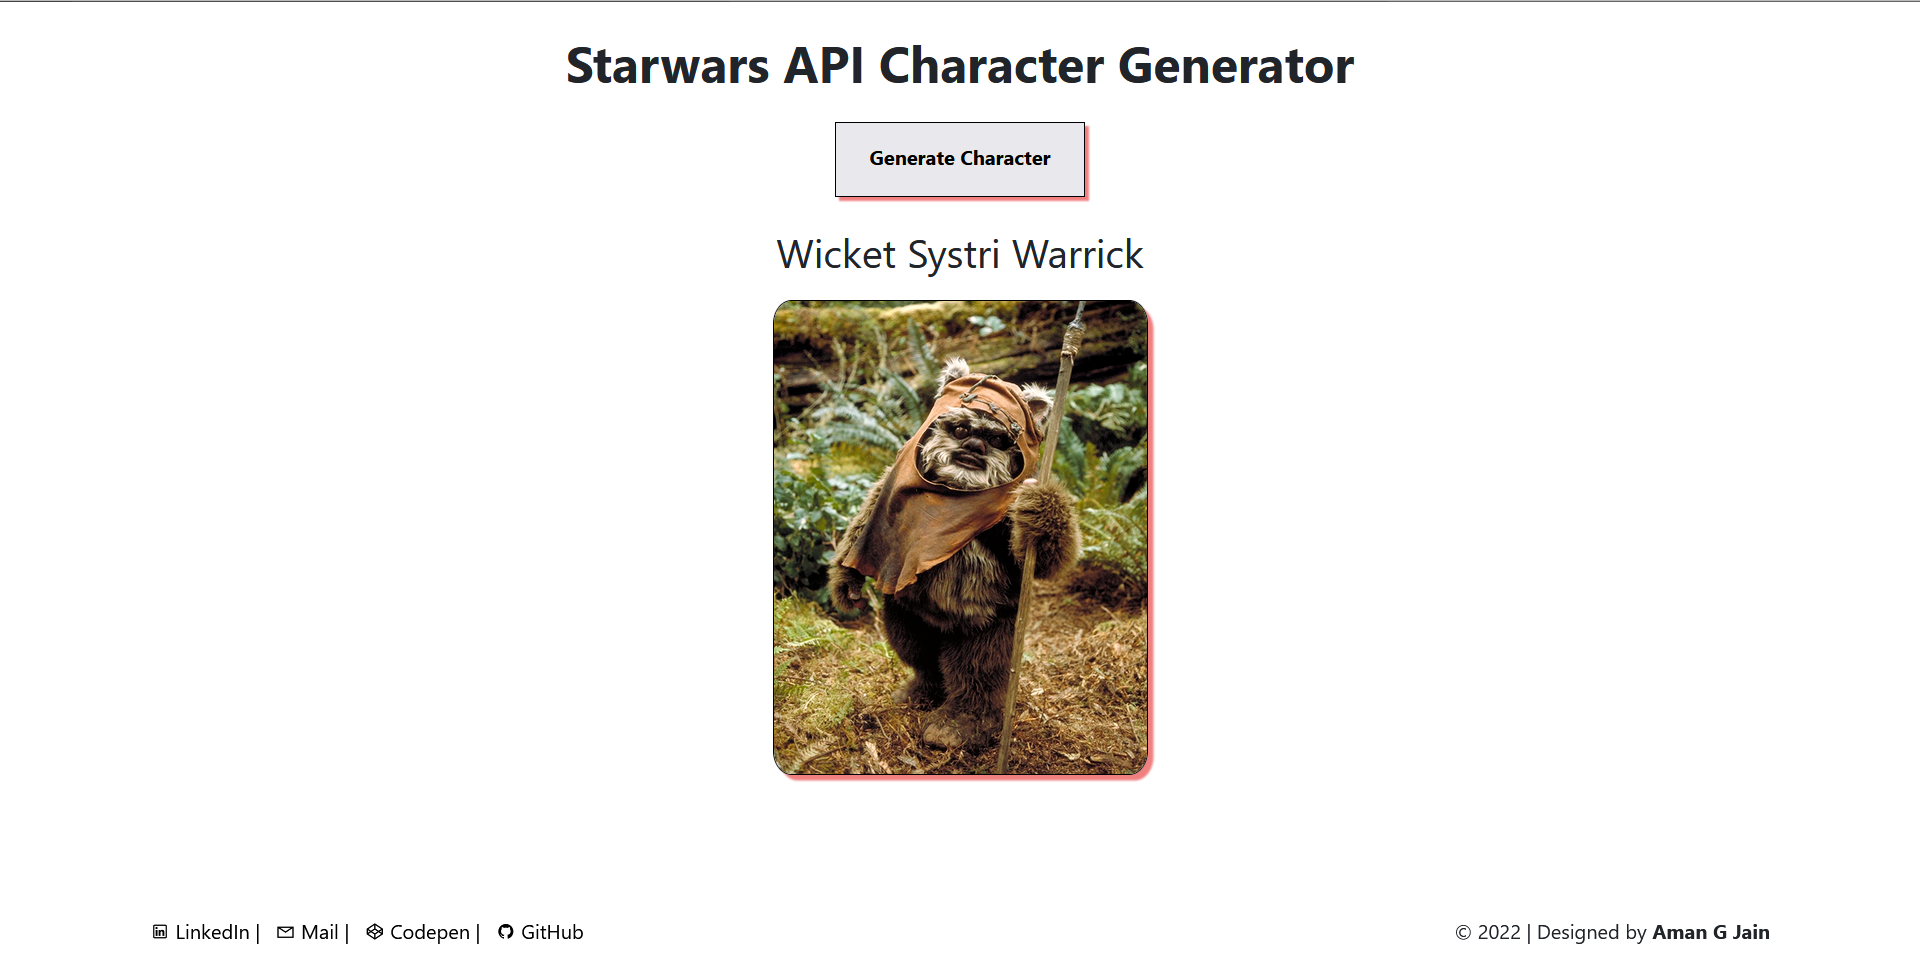 Starwars API Character Generator
Generate Character
Wicket Systri Warrick
LinkedIn | Mail | Codepen | GitHub
© 2022 | Designed by Aman G Jain